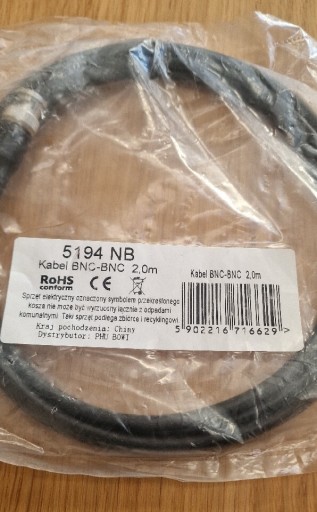 5194 NB
Kabel BNC-BNC 2,0m
RoHS
conform
CE
Sprzęt elektryczny oznaczony symbolem przekreślonego
kosza nie może być wyrzucony łącznie z odpadami
komunalnymi. Taki sprzęt podlega zbiórce i recyklingowi
Kraj pochodzenia: Chiny
Dystrybutor: PHU BOWI
Kabel BNC-BNC 2,0m
5 902216 716629 >